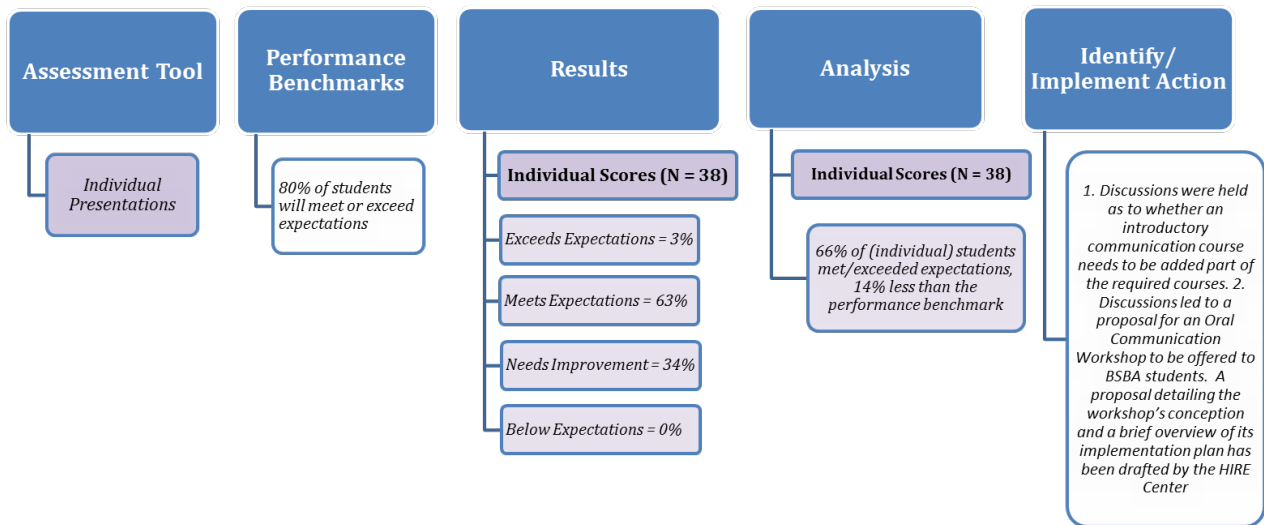 Assessment Tool
Individual
Presentations
Performance
Benchmarks
80% of students
will meet or exceed
expectations
Results
Individual Scores (N = 38)
Exceeds Expectations = 3%
Meets Expectations = 63%
Needs Improvement = 34%
Below Expectations = 0%
Analysis
Individual Scores (N = 38)
66% of (individual) students
met/exceeded expectations,
14% less than the
performance benchmark
Identify/
Implement Action
1. Discussions were held
as to whether an
introductory
communication course
needs to be added part of
the required courses. 2.
Discussions led to a
proposal for an Oral
Communication
Workshop to be offered to
BSBA students.  A
proposal detailing the
workshop's conception
and a brief overview of its
implementation plan has
been drafted by the HIRE
Center